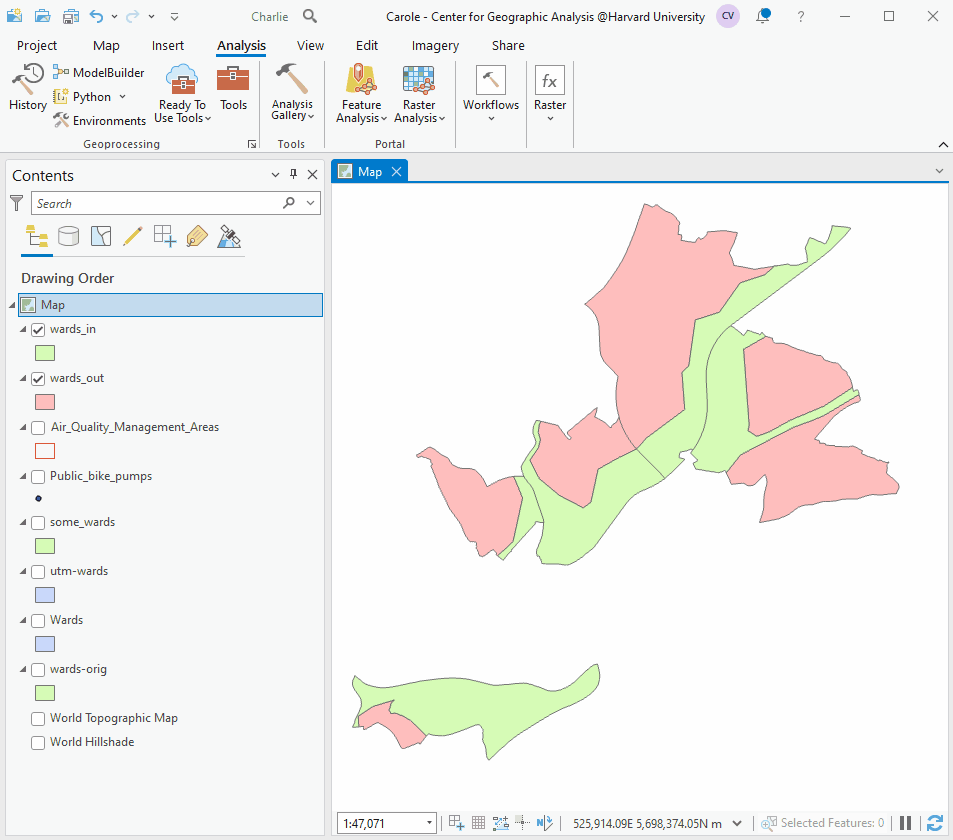 Charlie
Carole - Center for Geographic Analysis @Harvard University
CV
?
Project Map Insert Analysis View Edit Imagery Share
History
ModelBuilder
Python
Environments
Ready To
Use Tools
Tools
Geoprocessing
Analysis
Gallery
Tools
Feature
Analysis
Raster
Analysis
Portal
Workflows
fx
Raster
Contents
Search
Drawing Order
Map
wards_in
wards_out
Air_Quality_Management_Areas
Public_bike_pumps
some_wards
utm-wards
Wards
wards-orig
World Topographic Map
World Hillshade
Map
1:47,071
N
525,914.09E 5,698,374.05N m
Selected Features: 0